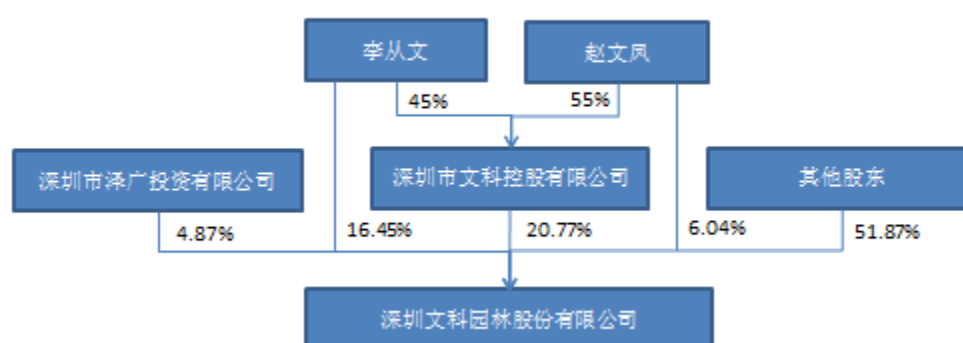 李从文
赵文凤
45%
55%
深圳市泽广投资有限公司
深圳市文科控股有限公司
其他股东
4.87%
16.45%
20.77%
6.04%
51.87%
深圳文科园林股份有限公司